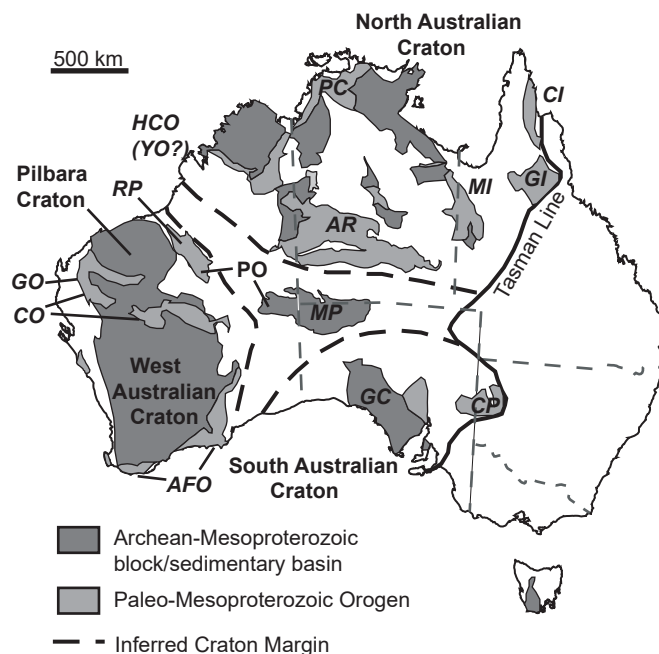 North Australian
Craton
500 km
PC
CI
HCO
(YO?)
MI
GI
Pilbara
Craton
RP
AR
Tasman Line
GO
PO
CO
MP
West
Australian
Craton
GC
CP
AFO
South Australian
Craton
Archean-Mesoproterozoic
block/sedimentary basin
Paleo-Mesoproterozoic Orogen
Inferred Craton Margin